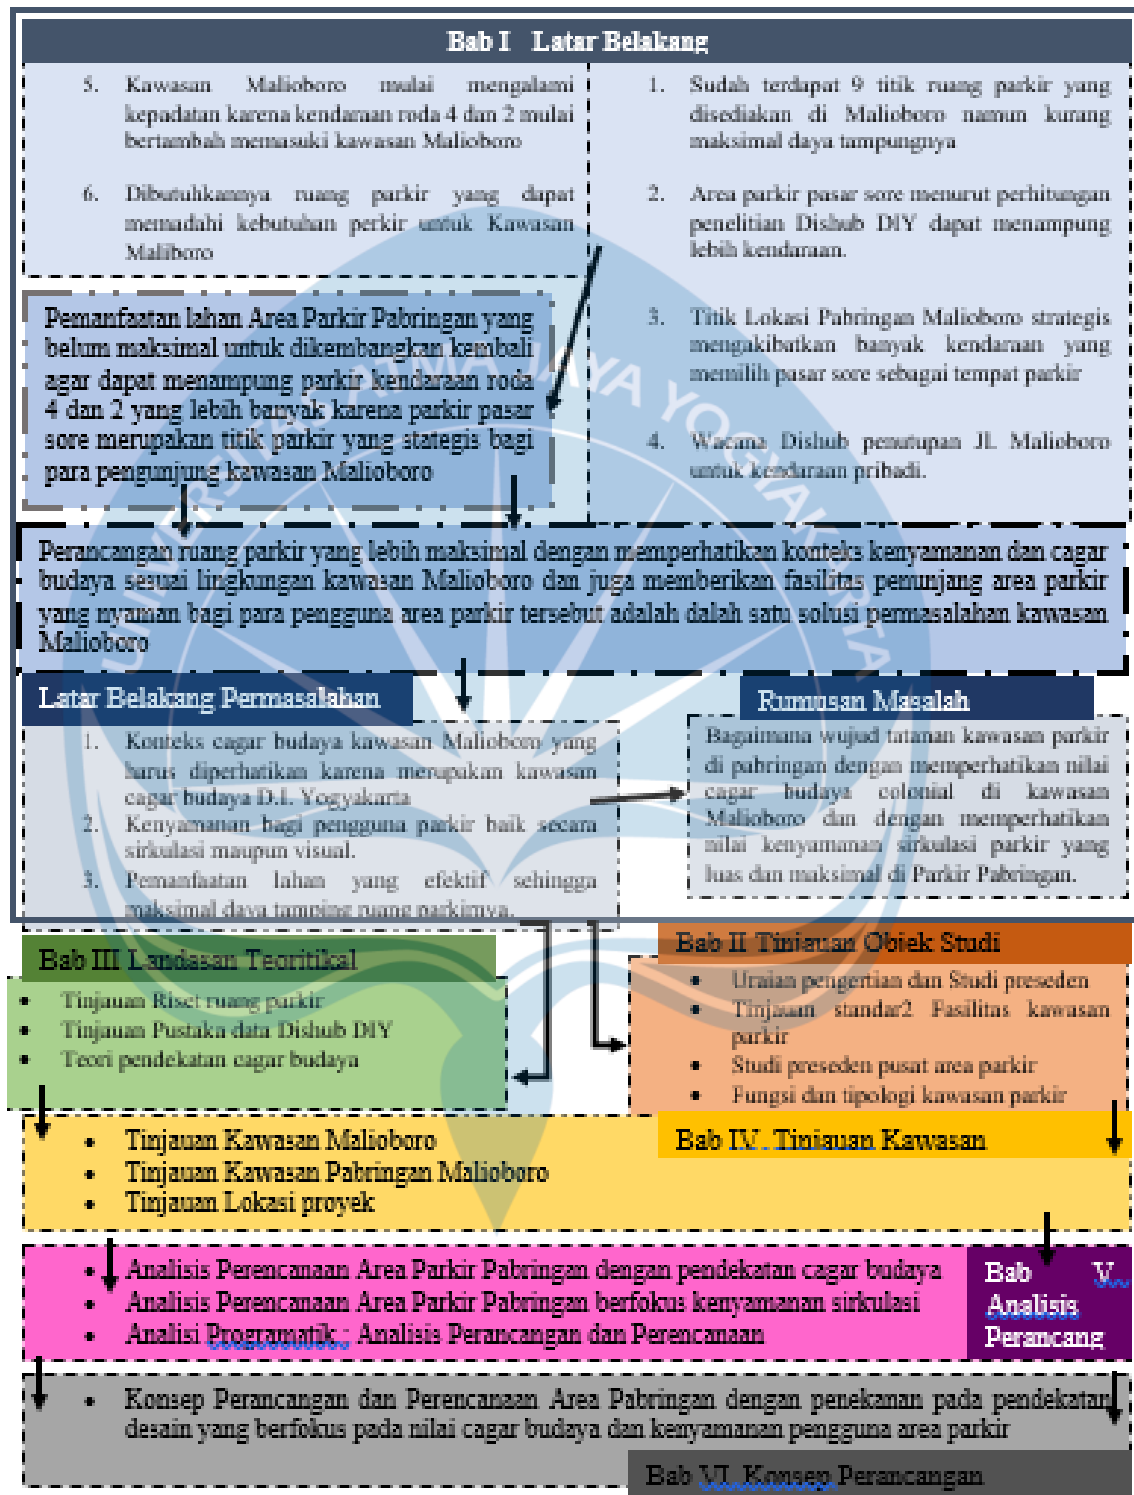 Bab I Latar Belakang
5. Kawasan Malioboro mulai mengalami
kepadatan karena kendaraan roda 4 dan 2 mulai
bertambah memasuki kawasan Malioboro
6. Dibutuhkannya ruang parkir yang dapat
memadahi kebutuhan perkir untuk Kawasan
Maliboro
1. Sudah terdapat 9 titik ruang parkir yang
disediakan di Malioboro namun kurang
maksimal daya tampungnya
2. Area parkir pasar sore menurut perhitungan
penelitian Dishub DIY dapat menampung
lebih kendaraan.
3. Titik Lokasi Pabringan Malioboro strategis
mengakibatkan banyak kendaraan yang
memilih pasar sore sebagai tempat parkir
4. Wacana Dishub penutupan Jl. Malioboro
untuk kendaraan pribadi.
Pemanfaatan lahan Area Parkir Pabringan yang
belum maksimal untuk dikembangkan kembali
agar dapat menampung parkir kendaraan roda
4 dan 2 yang lebih banyak karena parkir pasar
sore merupakan titik parkir yang stategis bagi
para pengunjung kawasan Malioboro
Perancangan ruang parkir yang lebih maksimal dengan memperhatikan konteks kenyamanan dan cagar
budaya sesuai lingkungan kawasan Malioboro dan juga memberikan fasilitas penunjang area parkir
yang nyaman bagi para pengguna area parkir tersebut adalah dalah satu solusi permasalahan kawasan
Malioboro
Latar Belakang Permasalahan
1. Konteks cagar budaya kawasan Malioboro yang
harus diperhatikan karena merupakan kawasan
cagar budaya D.I. Yogyakarta
2. Kenyamanan bagi pengguna parkir baik secara
sirkulasi maupun visual.
3. Pemanfaatan lahan yang efektif sehingga
maksimal daya tamping ruang parkirnya.
Rumusan Masalah
Bagaimana wujud tatanan kawasan parkir
di pabringan dengan memperhatikan nilai
cagar budaya colonial di kawasan
Malioboro dan dengan memperhatikan
nilai kenyamanan sirkulasi parkir yang
luas dan maksimal di Parkir Pabringan.
Bab III Landasan Teoritikal
• Tinjauan Riset ruang parkir
• Tinjauan Pustaka data Dishub DIY
• Teori pendekatan cagar budaya
Bab II Tinjauan Objek Studi
• Uraian pengertian dan Studi preseden
• Tinjauan standar2 Fasilitas kawasan
parkir
• Studi preseden pusat area parkir
• Fungsi dan tipologi kawasan parkir
Bab IV. Tinjauan Kawasan
• Tinjauan Kawasan Malioboro
• Tinjauan Kawasan Pabringan Malioboro
• Tinjauan Lokasi proyek
• Analisis Perencanaan Area Parkir Pabringan dengan pendekatan cagar budaya
• Analisis Perencanaan Area Parkir Pabringan berfokus kenyamanan sirkulasi
• Analisi Programatik : Analisis Perancangan dan Perencanaan
Bab V.
Analisis
Perancang
• Konsep Perancangan dan Perencanaan Area Pabringan dengan penekanan pada pendekatan
desain yang berfokus pada nilai cagar budaya dan kenyamanan pengguna area parkir
Bab VI. Konsep Perancangan
UNIVERSITAS ATMA JAYA YOGYAKARTA